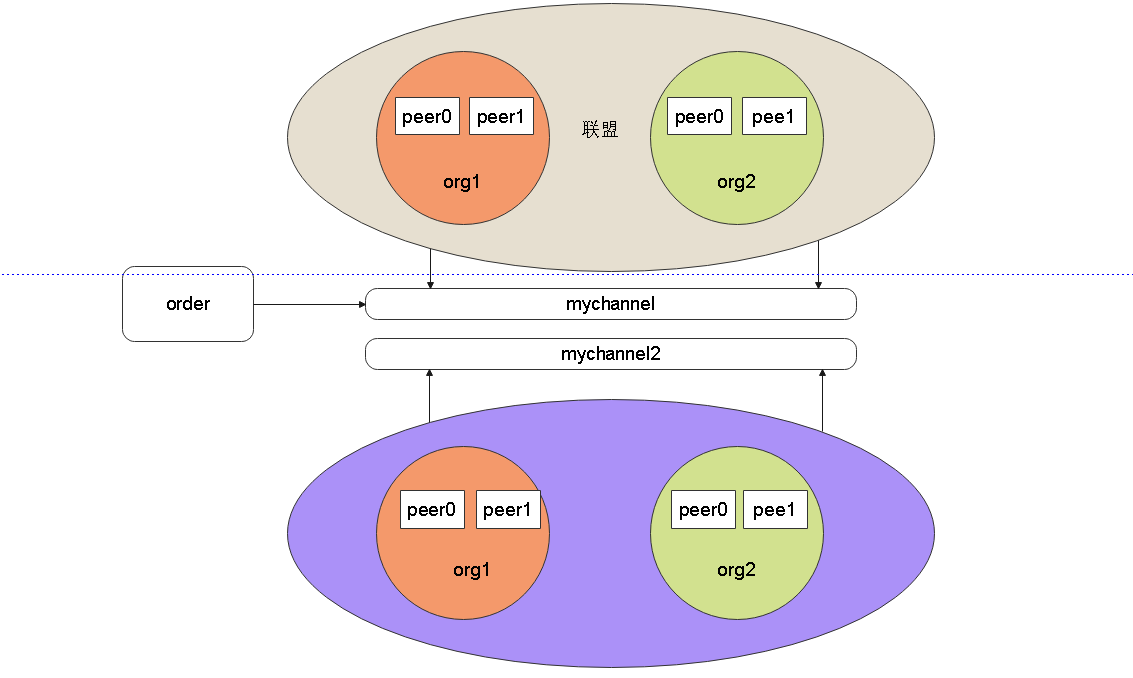 peer0 peer1
org1
联盟
peer0 pee1
org2
order
mychannel
mychannel2
peer0 peer1
org1
peer0 pee1
org2